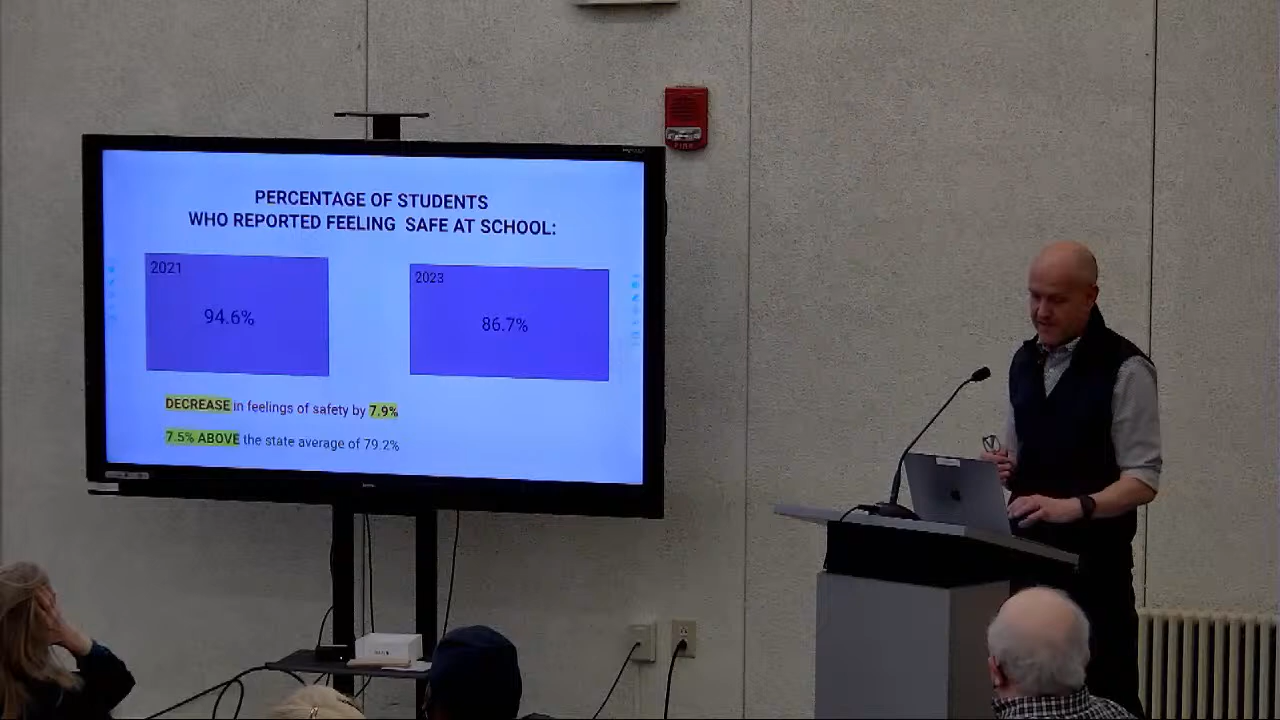 PERCENTAGE OF STUDENTS
WHO REPORTED FEELING SAFE AT SCHOOL:
2021
94.6%
2023
86.7%
DECREASE in feelings of safety by 7.9%
7.5% ABOVE the state average of 79.2%
FIRE